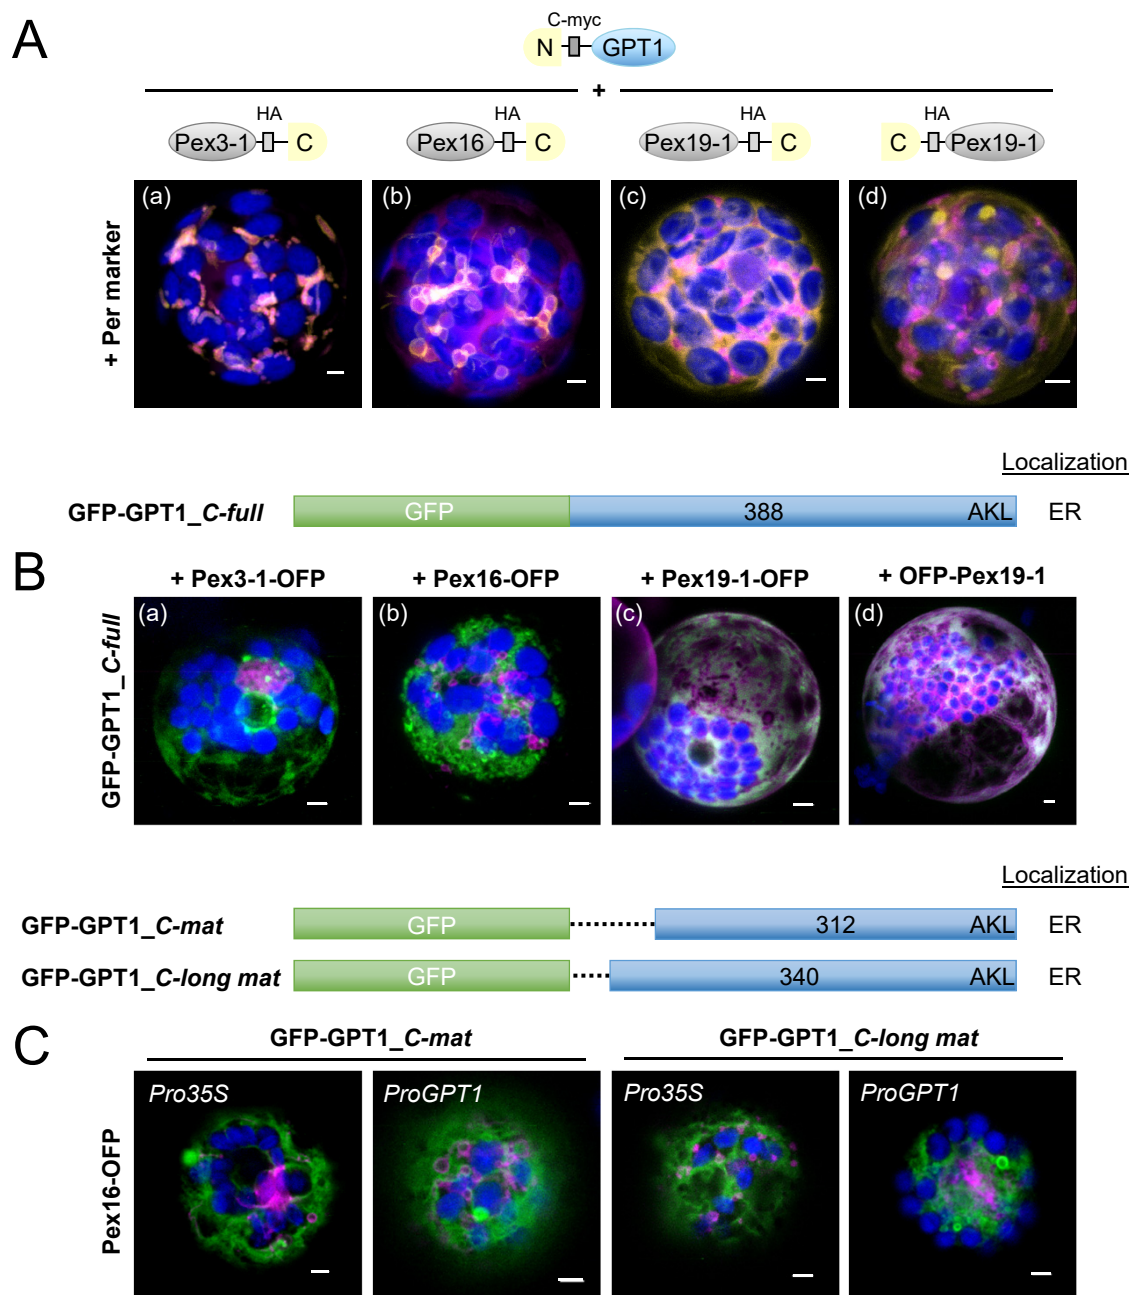 A
C-myc
N GPT1
+
HA HA HA HA
Pex3-1 C Pex16 C Pex19-1 C C Pex19-1
+ Per marker
(a) (b) (c) (d)
Localization
GFP-GPT1_C-full GFP 388 AKL ER
B
+ Pex3-1-OFP + Pex16-OFP + Pex19-1-OFP + OFP-Pex19-1
GFP-GPT1_C-full
(a) (b) (c) (d)
Localization
GFP-GPT1_C-mat GFP 312 AKL ER
GFP-GPT1_C-long mat GFP 340 AKL ER
C
GFP-GPT1_C-mat GFP-GPT1_C-long mat
Pex16-OFP
Pro35S ProGPT1 Pro35S ProGPT1